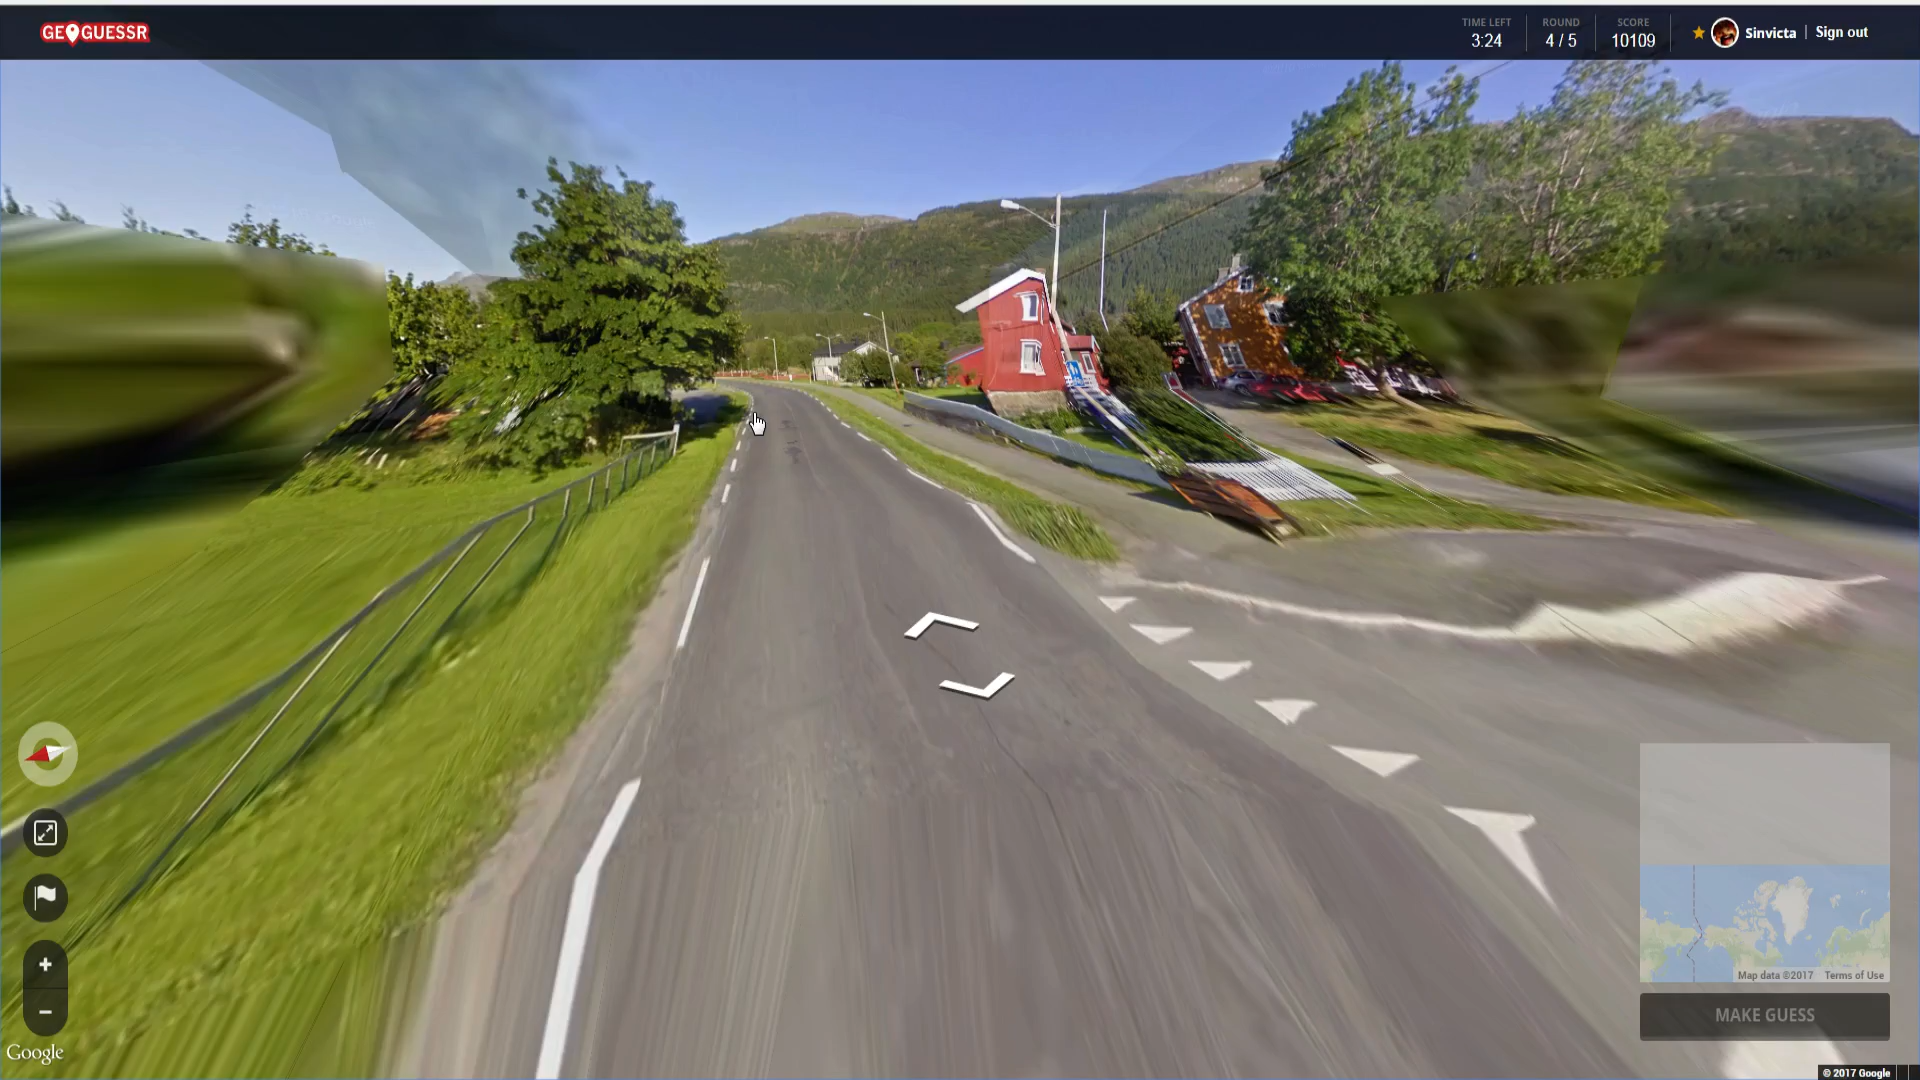 GEOGUESSR
TIME LEFT
3:24
ROUND
4 / 5
SCORE
10109
Sinvicta | Sign out
Map data ©2017 Terms of Use
MAKE GUESS
Google
© 2017 Google